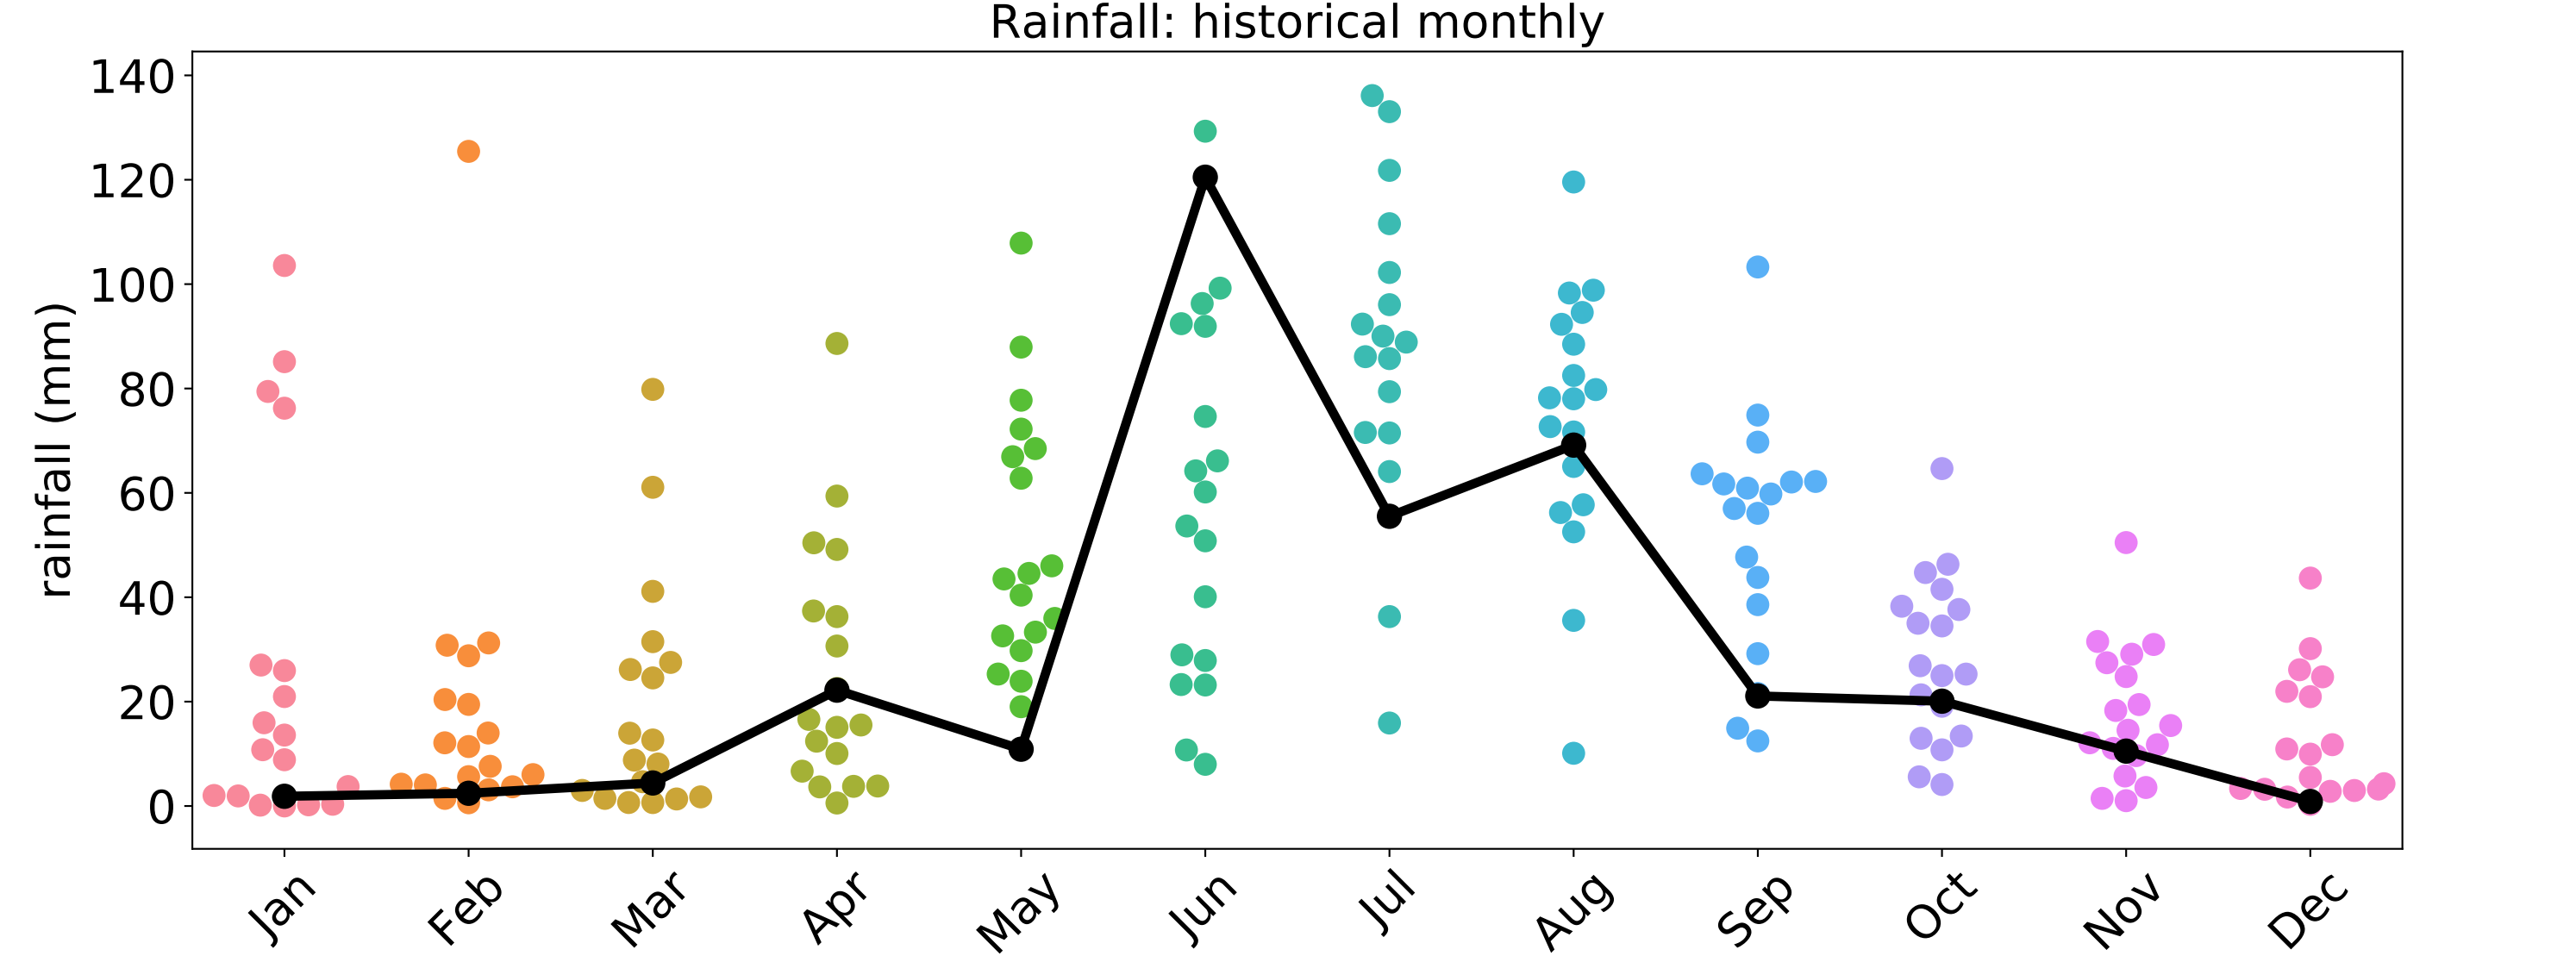 Rainfall: historical monthly
rainfall (mm)
140
120
100
80
60
40
20
0
Jan
Feb
Mar
Apr
May
Jun
Jul
Aug
Sep
Oct
Nov
Dec